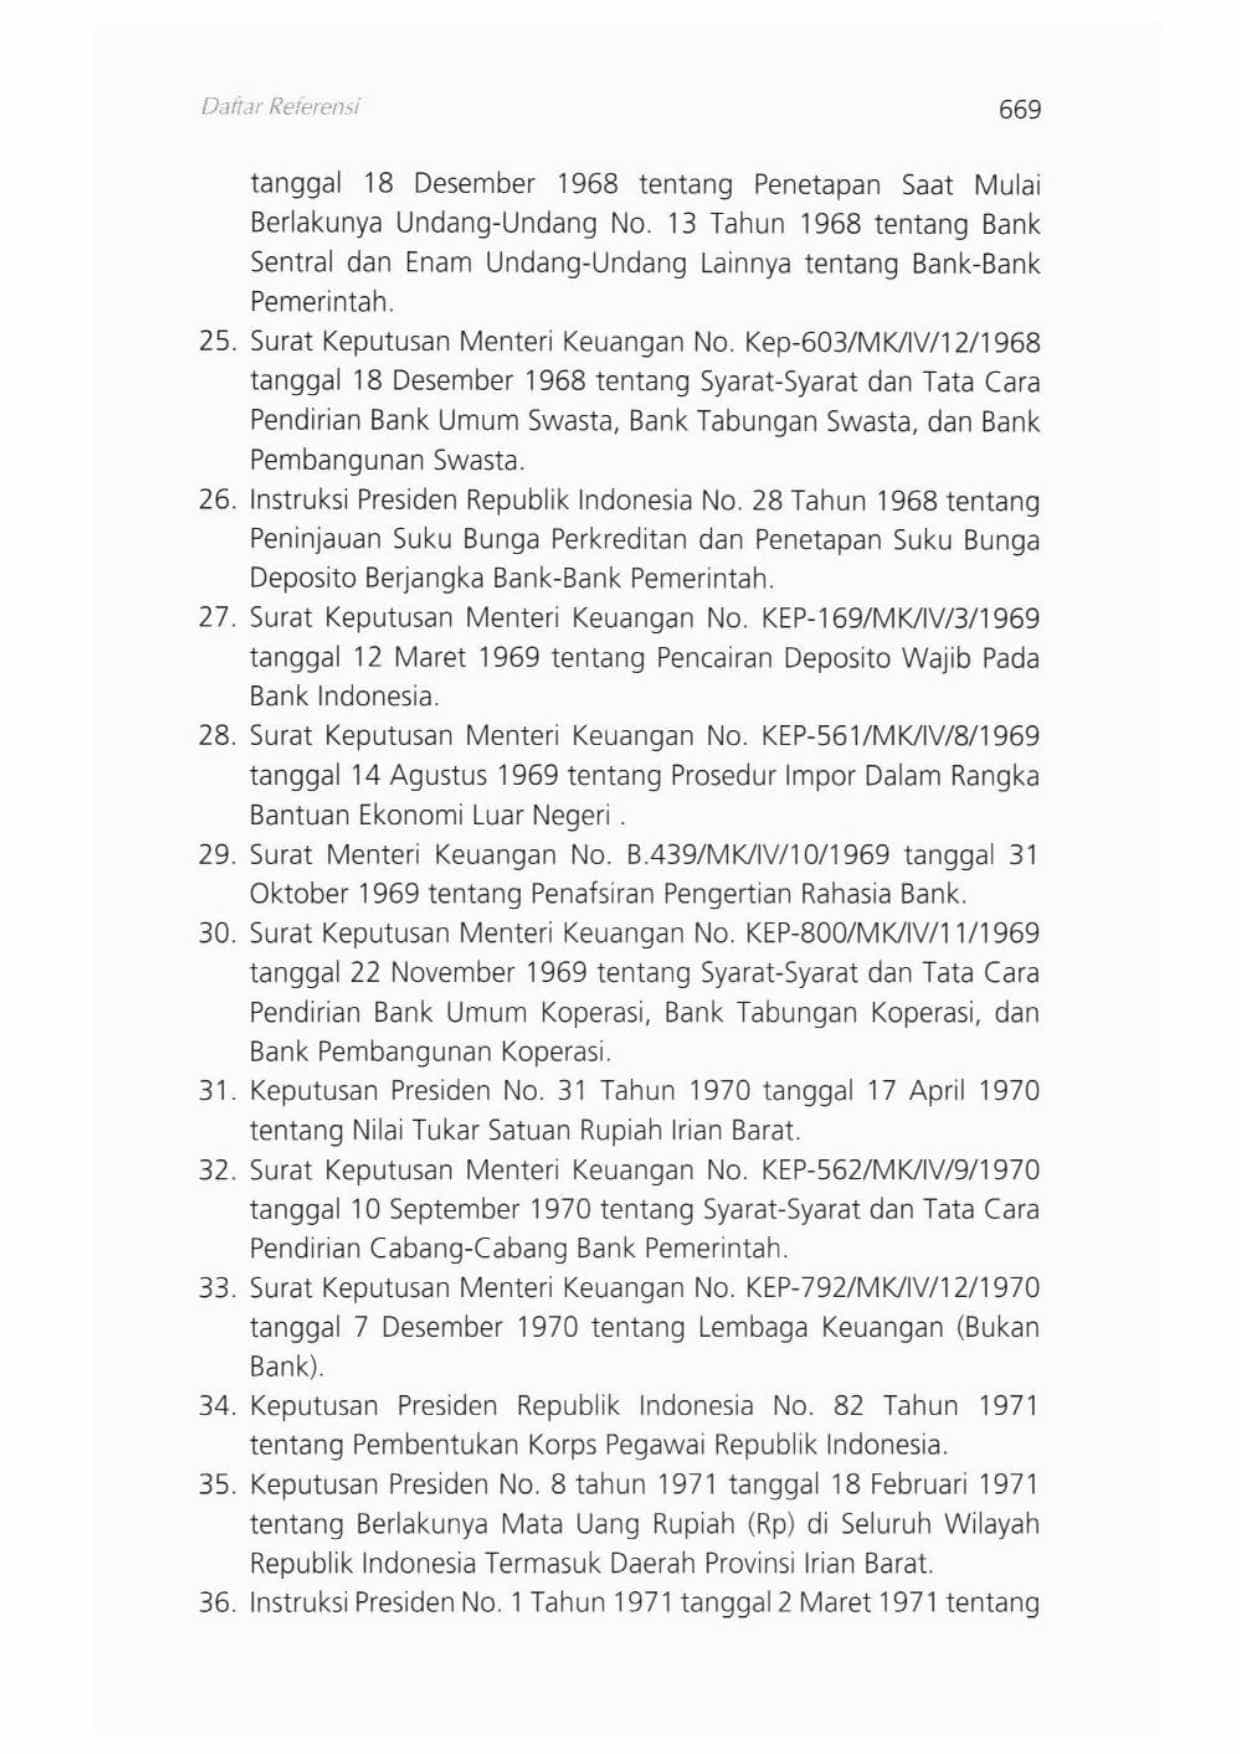 Daftar Referensi
669
tanggal 18 Desember 1968 tentang Penetapan Saat Mulai
Berlakunya Undang-Undang No. 13 Tahun 1968 tentang Bank
Sentral dan Enam Undang-Undang Lainnya tentang Bank-Bank
Pemerintah.
25. Surat Keputusan Menteri Keuangan No. Kep-603/MK/IV/12/1968
tanggal 18 Desember 1968 tentang Syarat-Syarat dan Tata Cara
Pendirian Bank Umum Swasta, Bank Tabungan Swasta, dan Bank
Pembangunan Swasta.
26. Instruksi Presiden Republik Indonesia No. 28 Tahun 1968 tentang
Peninjauan Suku Bunga Perkreditan dan Penetapan Suku Bunga
Deposito Berjangka Bank-Bank Pemerintah.
27. Surat Keputusan Menteri Keuangan No. KEP-169/MK/IV/3/1969
tanggal 12 Maret 1969 tentang Pencairan Deposito Wajib Pada
Bank Indonesia.
28. Surat Keputusan Menteri Keuangan No. KEP-561/MK/IV/8/1969
tanggal 14 Agustus 1969 tentang Prosedur Impor Dalam Rangka
Bantuan Ekonomi Luar Negeri .
29. Surat Menteri Keuangan No. B.439/MK/IV/10/1969 tanggal 31
Oktober 1969 tentang Penafsiran Pengertian Rahasia Bank.
30. Surat Keputusan Menteri Keuangan No. KEP-800/MK/IV/11/1969
tanggal 22 November 1969 tentang Syarat-Syarat dan Tata Cara
Pendirian Bank Umum Koperasi, Bank Tabungan Koperasi, dan
Bank Pembangunan Koperasi.
31. Keputusan Presiden No. 31 Tahun 1970 tanggal 17 April 1970
tentang Nilai Tukar Satuan Rupiah Irian Barat.
32. Surat Keputusan Menteri Keuangan No. KEP-562/MK/IV/9/1970
tanggal 10 September 1970 tentang Syarat-Syarat dan Tata Cara
Pendirian Cabang-Cabang Bank Pemerintah.
33. Surat Keputusan Menteri Keuangan No. KEP-792/MK/IV/12/1970
tanggal 7 Desember 1970 tentang Lembaga Keuangan (Bukan
Bank).
34. Keputusan Presiden Republik Indonesia No. 82 Tahun 1971
tentang Pembentukan Korps Pegawai Republik Indonesia.
35. Keputusan Presiden No. 8 tahun 1971 tanggal 18 Februari 1971
tentang Berlakunya Mata Uang Rupiah (Rp) di Seluruh Wilayah
Republik Indonesia Termasuk Daerah Provinsi Irian Barat.
36. Instruksi Presiden No. 1 Tahun 1971 tanggal 2 Maret 1971 tentang